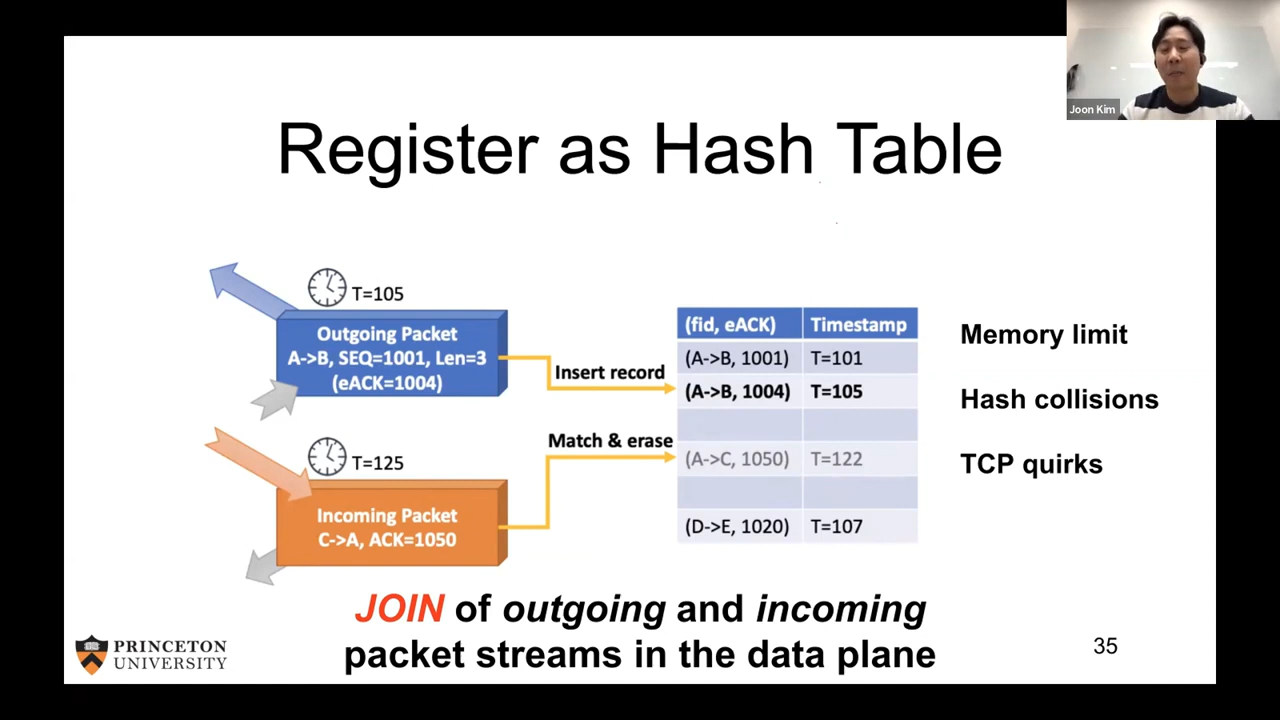 Joon Kim
Register as Hash Table
T=105
Outgoing Packet
A->B, SEQ=1001, Len=3
(eACK=1004)
Insert record
T=125
Match & erase
Incoming Packet
C->A, ACK=1050
(fid, eACK) Timestamp
(A->B, 1001) T=101
(A->B, 1004) T=105
(A->C, 1050) T=122
(D->E, 1020) T=107
Memory limit
Hash collisions
TCP quirks
JOIN of outgoing and incoming
packet streams in the data plane
PRINCETON
UNIVERSITY
35